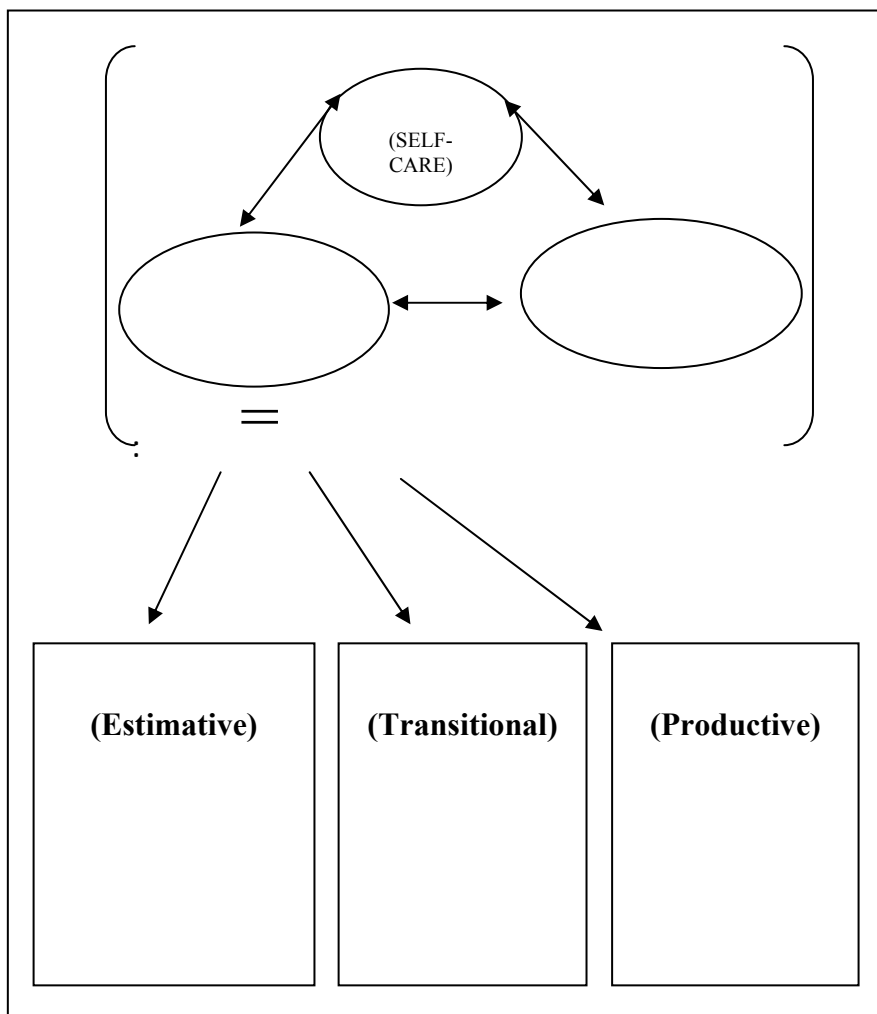 (SELF-
CARE)
=
:
(Estimative)
(Transitional)
(Productive)